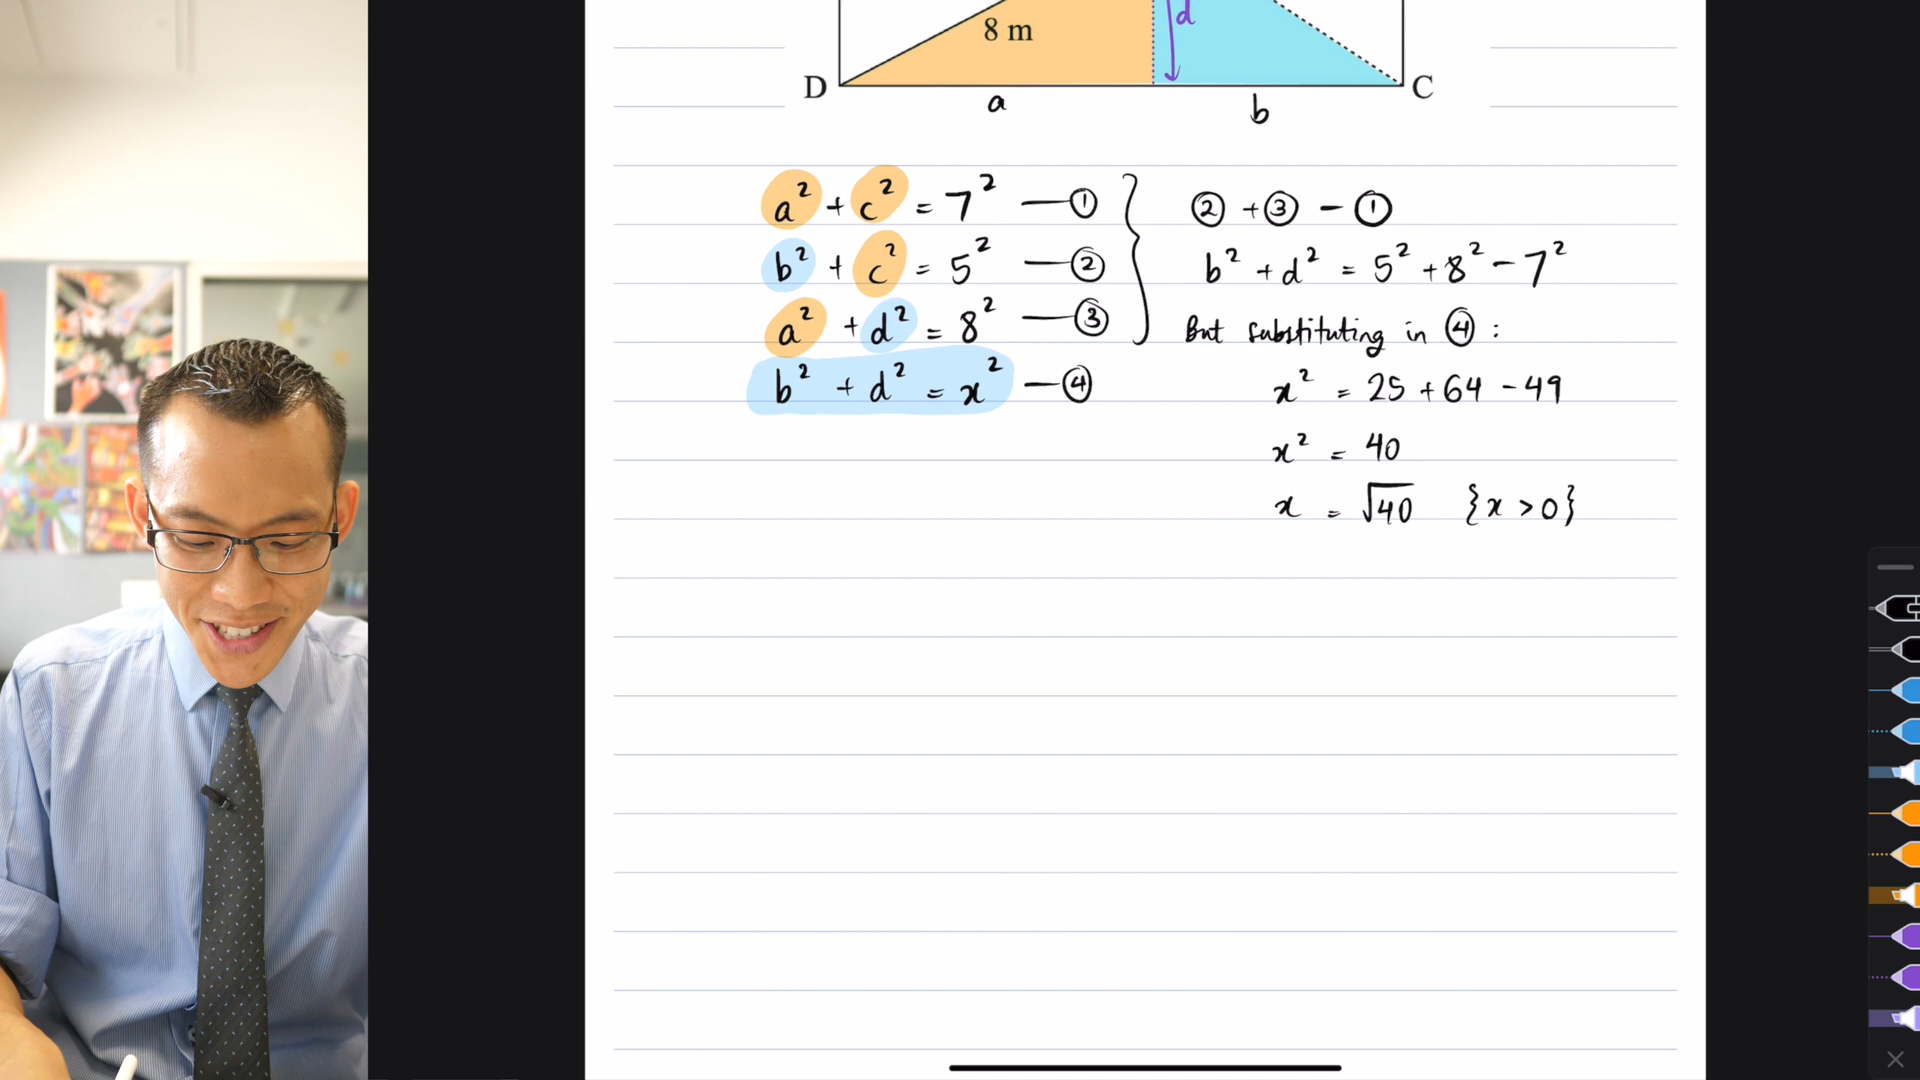 d
8 m
D
C
a
b
a² + c² = 7² —①
b² + c² = 5² —②
a² + d² = 8² —③
b² + d² = x² —④
② + ③ - ①
b² + d² = 5² + 8² - 7²
But substituting in ④ :
x² = 25 + 64 - 49
x² = 40
x = √40 {x > 0}